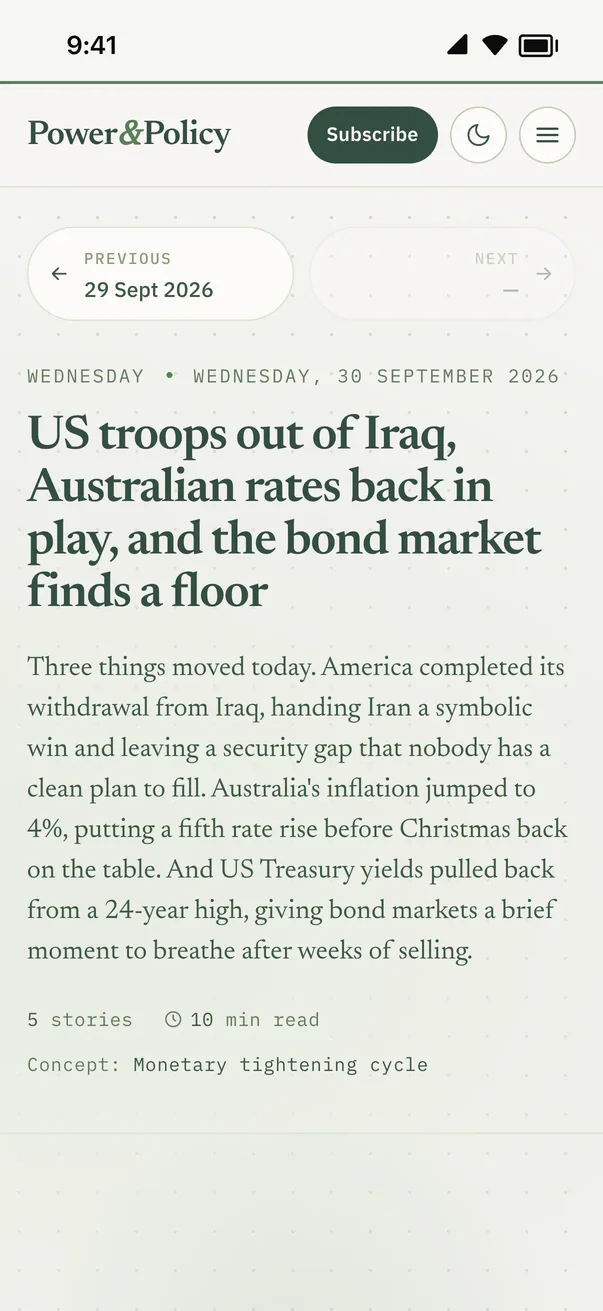 9:41
Power&Policy
Subscribe
PREVIOUS
29 Sept 2026
NEXT
—
WEDNESDAY • WEDNESDAY, 30 SEPTEMBER 2026
US troops out of Iraq,
Australian rates back in
play, and the bond market
finds a floor
Three things moved today. America completed its
withdrawal from Iraq, handing Iran a symbolic
win and leaving a security gap that nobody has a
clean plan to fill. Australia's inflation jumped to
4%, putting a fifth rate rise before Christmas back
on the table. And US Treasury yields pulled back
from a 24-year high, giving bond markets a brief
moment to breathe after weeks of selling.
5 stories 10 min read
Concept: Monetary tightening cycle